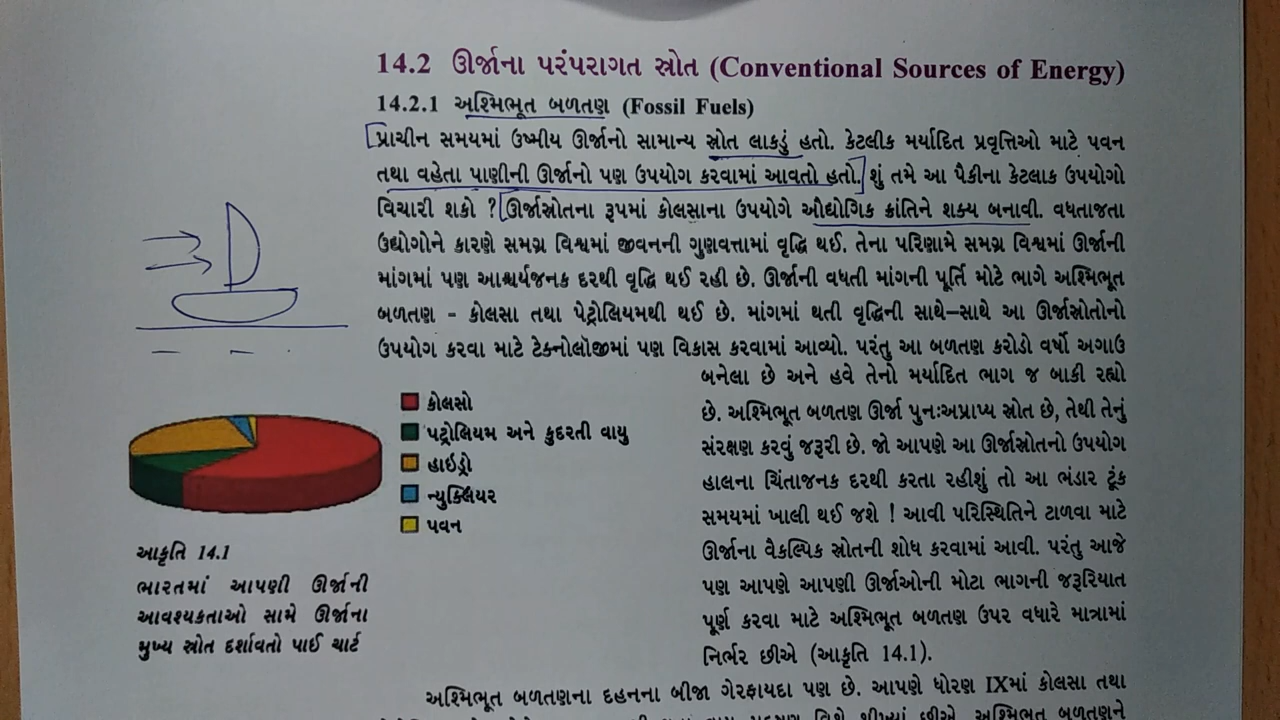 14.2 ઊર્જાના પરંપરાગત સ્રોત (Conventional Sources of Energy)
14.2.1 અશ્મિભૂત બળતણ (Fossil Fuels)
પ્રાચીન સમયમાં ઉષ્મીય ઊર્જાનો સામાન્ય સ્રોત લાકડું હતો. કેટલીક મર્યાદિત પ્રવૃત્તિઓ માટે પવન
તથા વહેતા પાણીની ઊર્જાનો પણ ઉપયોગ કરવામાં આવતો હતો. શું તમે આ પૈકીના કેટલાક ઉપયોગો
વિચારી શકો ? ઊર્જાસ્રોતના રૂપમાં કોલસાના ઉપયોગે ઔદ્યોગિક ક્રાંતિને શક્ય બનાવી. વધતાજતા
ઉદ્યોગોને કારણે સમગ્ર વિશ્વમાં જીવનની ગુણવત્તામાં વૃદ્ધિ થઈ. તેના પરિણામે સમગ્ર વિશ્વમાં ઊર્જાની
માંગમાં પણ આશ્ચર્યજનક દરથી વૃદ્ધિ થઈ રહી છે. ઊર્જાની વધતી માંગની પૂર્તિ મોટે ભાગે અશ્મિભૂત
બળતણ - કોલસા તથા પેટ્રોલિયમથી થઈ છે. માંગમાં થતી વૃદ્ધિની સાથે-સાથે આ ઊર્જાસ્રોતોનો
ઉપયોગ કરવા માટે ટેક્નોલૉજીમાં પણ વિકાસ કરવામાં આવ્યો. પરંતુ આ બળતણ કરોડો વર્ષો અગાઉ
બનેલા છે અને હવે તેનો મર્યાદિત ભાગ જ બાકી રહ્યો
છે. અશ્મિભૂત બળતણ ઊર્જા પુનઃઅપ્રાપ્ય સ્રોત છે, તેથી તેનું
સંરક્ષણ કરવું જરૂરી છે. જો આપણે આ ઊર્જાસ્રોતનો ઉપયોગ
હાલના ચિંતાજનક દરથી કરતા રહીશું તો આ ભંડાર ટૂંક
સમયમાં ખાલી થઈ જશે ! આવી પરિસ્થિતિને ટાળવા માટે
ઊર્જાના વૈકલ્પિક સ્રોતની શોધ કરવામાં આવી. પરંતુ આજે
પણ આપણે આપણી ઊર્જાઓની મોટા ભાગની જરૂરિયાત
પૂર્ણ કરવા માટે અશ્મિભૂત બળતણ ઉપર વધારે માત્રામાં
નિર્ભર છીએ (આકૃતિ 14.1).
કોલસો
પટ્રોલિયમ અને કુદરતી વાયુ
હાઇડ્રો
ન્યુક્લિયર
પવન
આકૃતિ 14.1
ભારતમાં આપણી ઊર્જાની
આવશ્યકતાઓ સામે ઊર્જાના
મુખ્ય સ્રોત દર્શાવતો પાઈ ચાર્ટ
અશ્મિભૂત બળતણના દહનના બીજા ગેરફાયદા પણ છે. આપણે ધોરણ IXમાં કોલસા તથા
વિશે શીખ્યાં છીએ. અશ્મિભૂત બળતણને